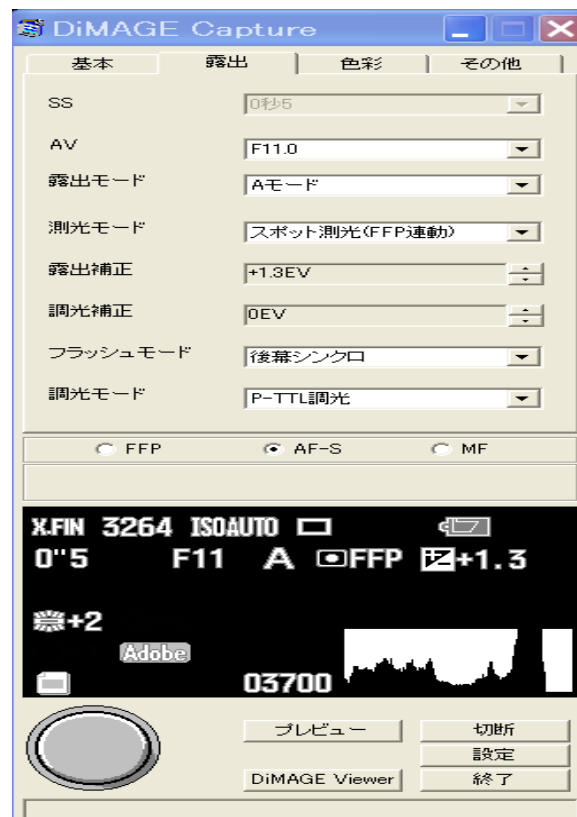 DiMAGE Capture
基本 露出 色彩 その他
SS 0秒5
AV F11.0
露出モード Aモード
測光モード スポット測光(FFP連動)
露出補正 +1.3EV
調光補正 0EV
フラッシュモード 後幕シンクロ
調光モード P-TTL調光
FFP AF-S MF
X.FIN 3264 ISOAUTO
0"5 F11 A FFP +1.3
+2
Adobe
03700
プレビュー 切断
設定
DiMAGE Viewer 終了